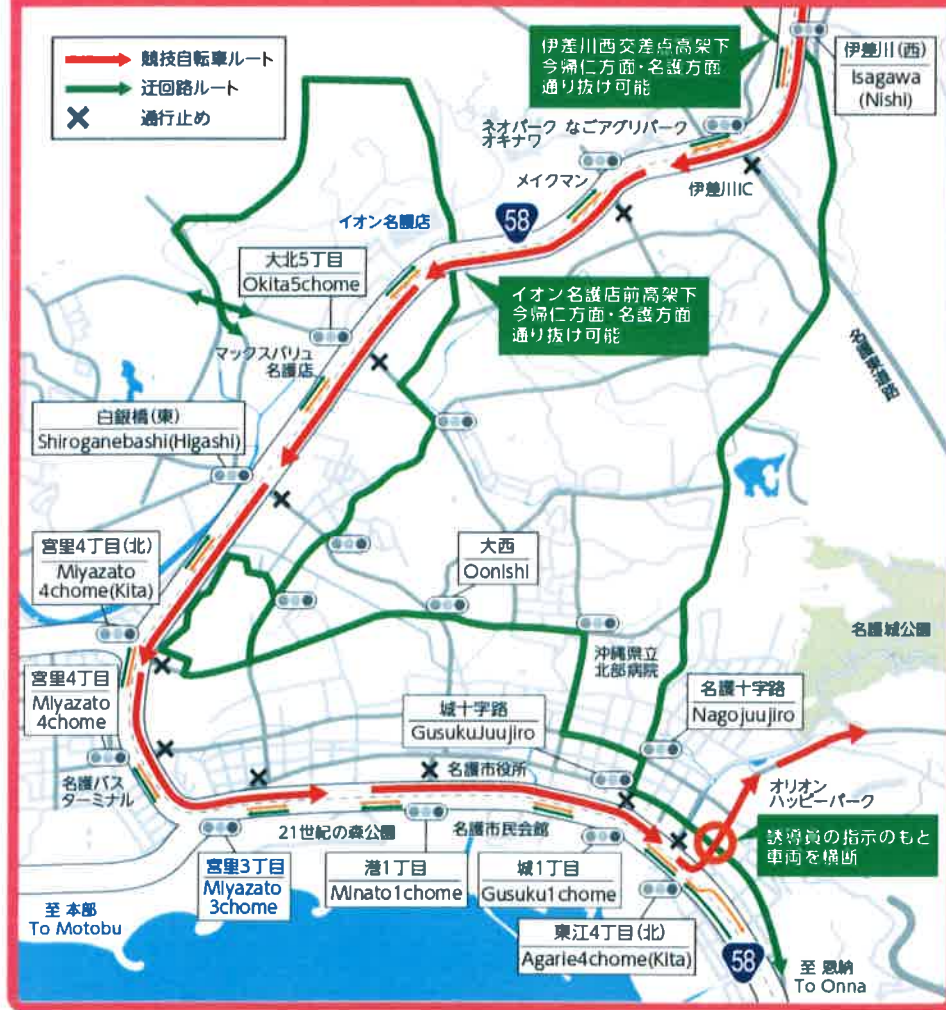 競技自転車ルート
迂回路ルート
通行止め
伊差川西交差点高架下
今帰仁方面・名護方面
通り抜け可能
伊差川(西)
Isagawa
(Nishi)
ネオパーク なごアグリパーク
オキナワ
メイクマン
伊差川IC
58
イオン名護店
大北5丁目
Okita5chome
イオン名護店前高架下
今帰仁方面・名護方面
通り抜け可能
マックスバリュ
名護店
名護東道路
白銀橋(東)
Shiroganebashi(Higashi)
宮里4丁目(北)
Miyazato
4chome(Kita)
大西
Oonishi
名護城公園
沖縄県立
北部病院
宮里4丁目
Miyazato
4chome
城十字路
GusukuJuujiro
名護十字路
Nagojuujiro
名護バス
ターミナル
名護市役所
オリオン
ハッピーパーク
21世紀の森公園
名護市民会館
誘導員の指示のもと
車両を横断
宮里3丁目
Miyazato
3chome
港1丁目
Minato1chome
城1丁目
Gusuku1chome
至 本部
To Motobu
東江4丁目(北)
Agarie4chome(Kita)
58
至 恩納
To Onna